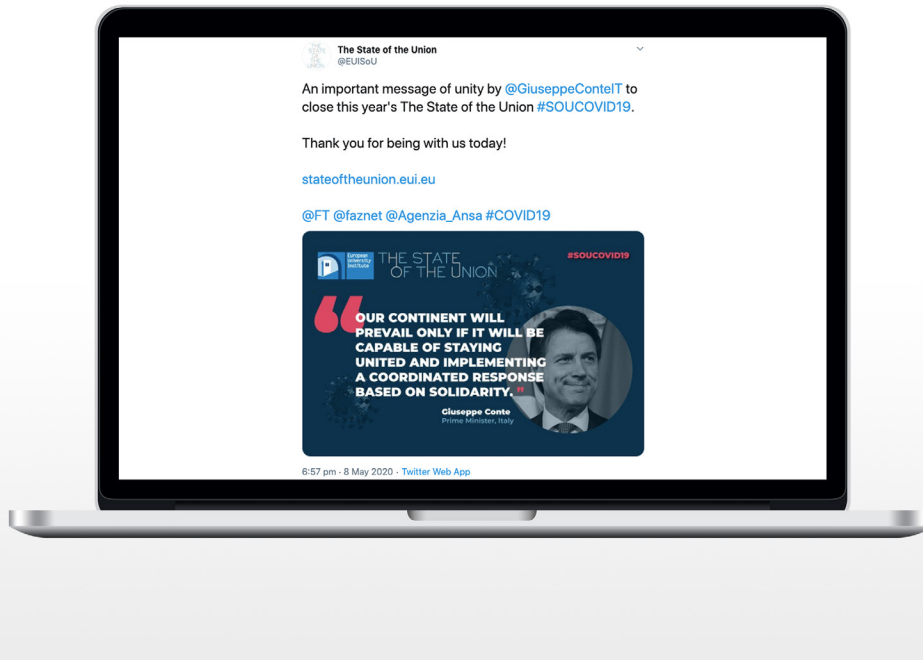 The State of the Union
@EUISoU
An important message of unity by @GiuseppeConteIT to
close this year's The State of the Union #SOUCOVID19.
Thank you for being with us today!
stateoftheunion.eui.eu
@FT @faznet @Agenzia_Ansa #COVID19
European
University
Institute
THE STATE
OF THE UNION
#SOUCOVID19
“OUR CONTINENT WILL
PREVAIL ONLY IF IT WILL BE
CAPABLE OF STAYING
UNITED AND IMPLEMENTING
A COORDINATED RESPONSE
BASED ON SOLIDARITY.”
Giuseppe Conte
Prime Minister, Italy
6:57 pm · 8 May 2020 · Twitter Web App